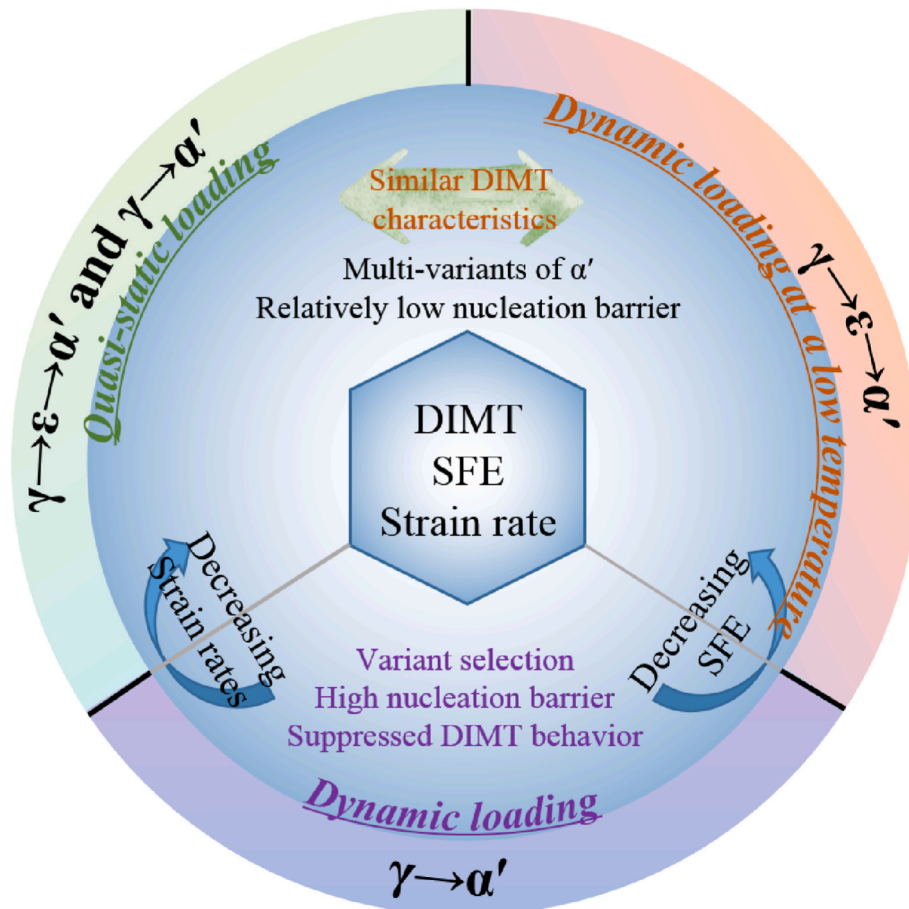 γ→ε→α′ and γ→α′
Quasi-static loading
Dynamic loading at a low temperature
γ→ε→α′
Similar DIMT
characteristics
Multi-variants of α′
Relatively low nucleation barrier
DIMT
SFE
Strain rate
Decreasing
Strain rates
Decreasing
SFE
Variant selection
High nucleation barrier
Suppressed DIMT behavior
Dynamic loading
γ→α′